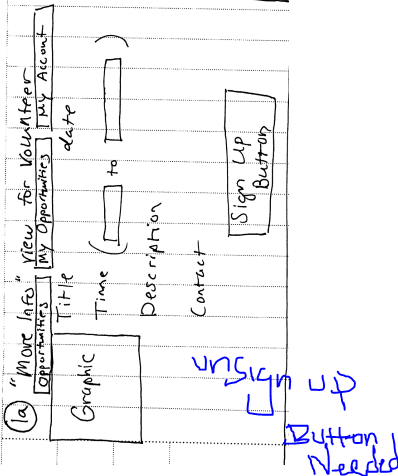 1a "More Info" View for Volunteer
Opportunities My Opportunities My Account
Graphic
Title date
Time ( to )
Description
Contact
Sign Up
Button
unsign up
Button
Needed